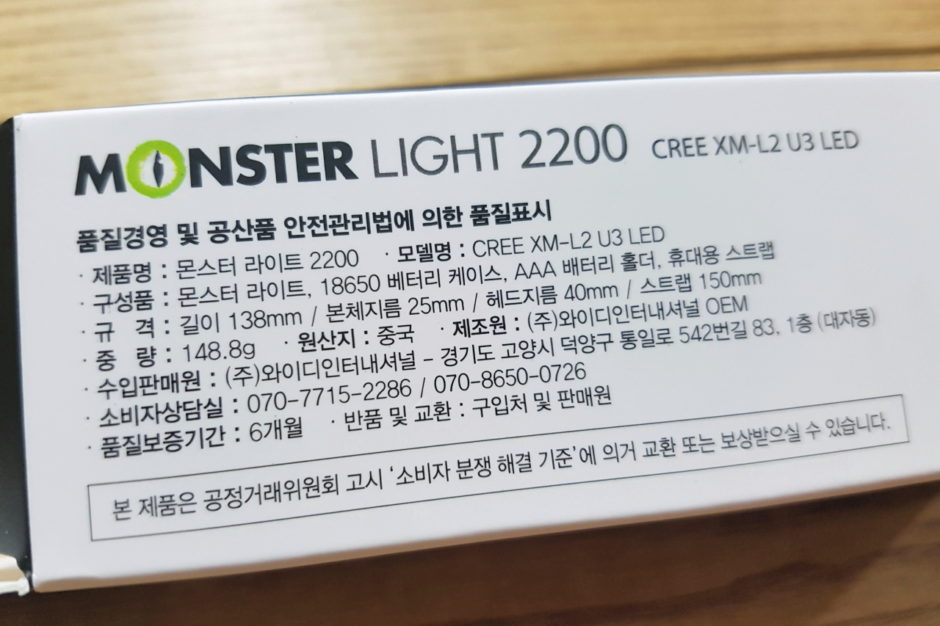 MONSTER LIGHT 2200 CREE XM-L2 U3 LED
품질경영 및 공산품 안전관리법에 의한 품질표시
· 제품명 : 몬스터 라이트 2200 · 모델명 : CREE XM-L2 U3 LED
· 구성품 : 몬스터 라이트, 18650 베터리 케이스, AAA 배터리 홀더, 휴대용 스트랩
· 규 격 : 길이 138mm / 본체지름 25mm / 헤드지름 40mm / 스트랩 150mm
· 중 량 : 148.8g · 원산지 : 중국 · 제조원 : (주)와이디인터내셔널 OEM
· 수입판매원 : (주)와이디인터내셔널 - 경기도 고양시 덕양구 통일로 542번길 83. 1층 (대자동)
· 소비자상담실 : 070-7715-2286 / 070-8650-0726
· 품질보증기간 : 6개월 · 반품 및 교환 : 구입처 및 판매원
본 제품은 공정거래위원회 고시 '소비자 분쟁 해결 기준'에 의거 교환 또는 보상받으실 수 있습니다.